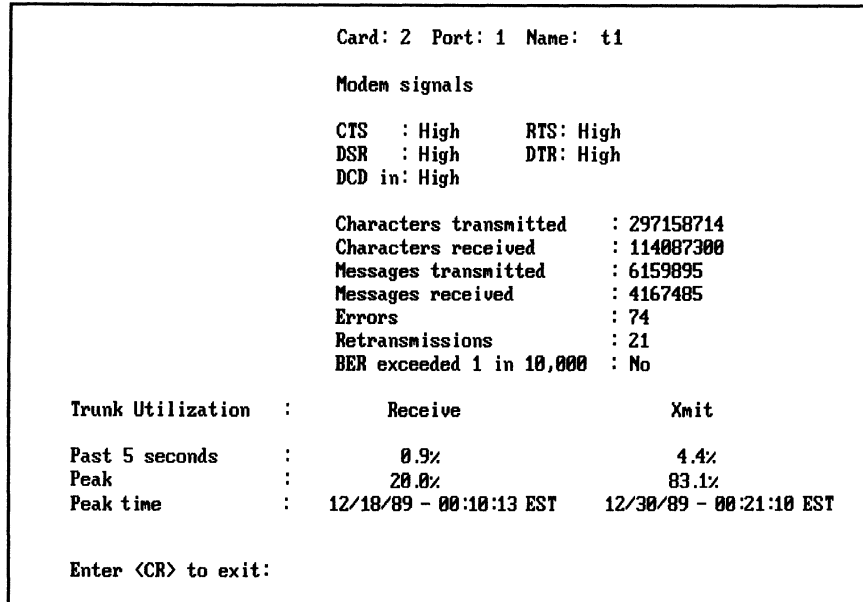 Card: 2 Port: 1 Name: t1
Modem signals
CTS : High RTS: High
DSR : High DTR: High
DCD in: High
Characters transmitted : 297158714
Characters received : 114087300
Messages transmitted : 6159895
Messages received : 4167485
Errors : 74
Retransmissions : 21
BER exceeded 1 in 10,000 : No
Trunk Utilization : Receive Xmit
Past 5 seconds : 0.9% 4.4%
Peak : 20.0% 83.1%
Peak time : 12/18/89 - 00:10:13 EST 12/30/89 - 00:21:10 EST
Enter <CR> to exit: